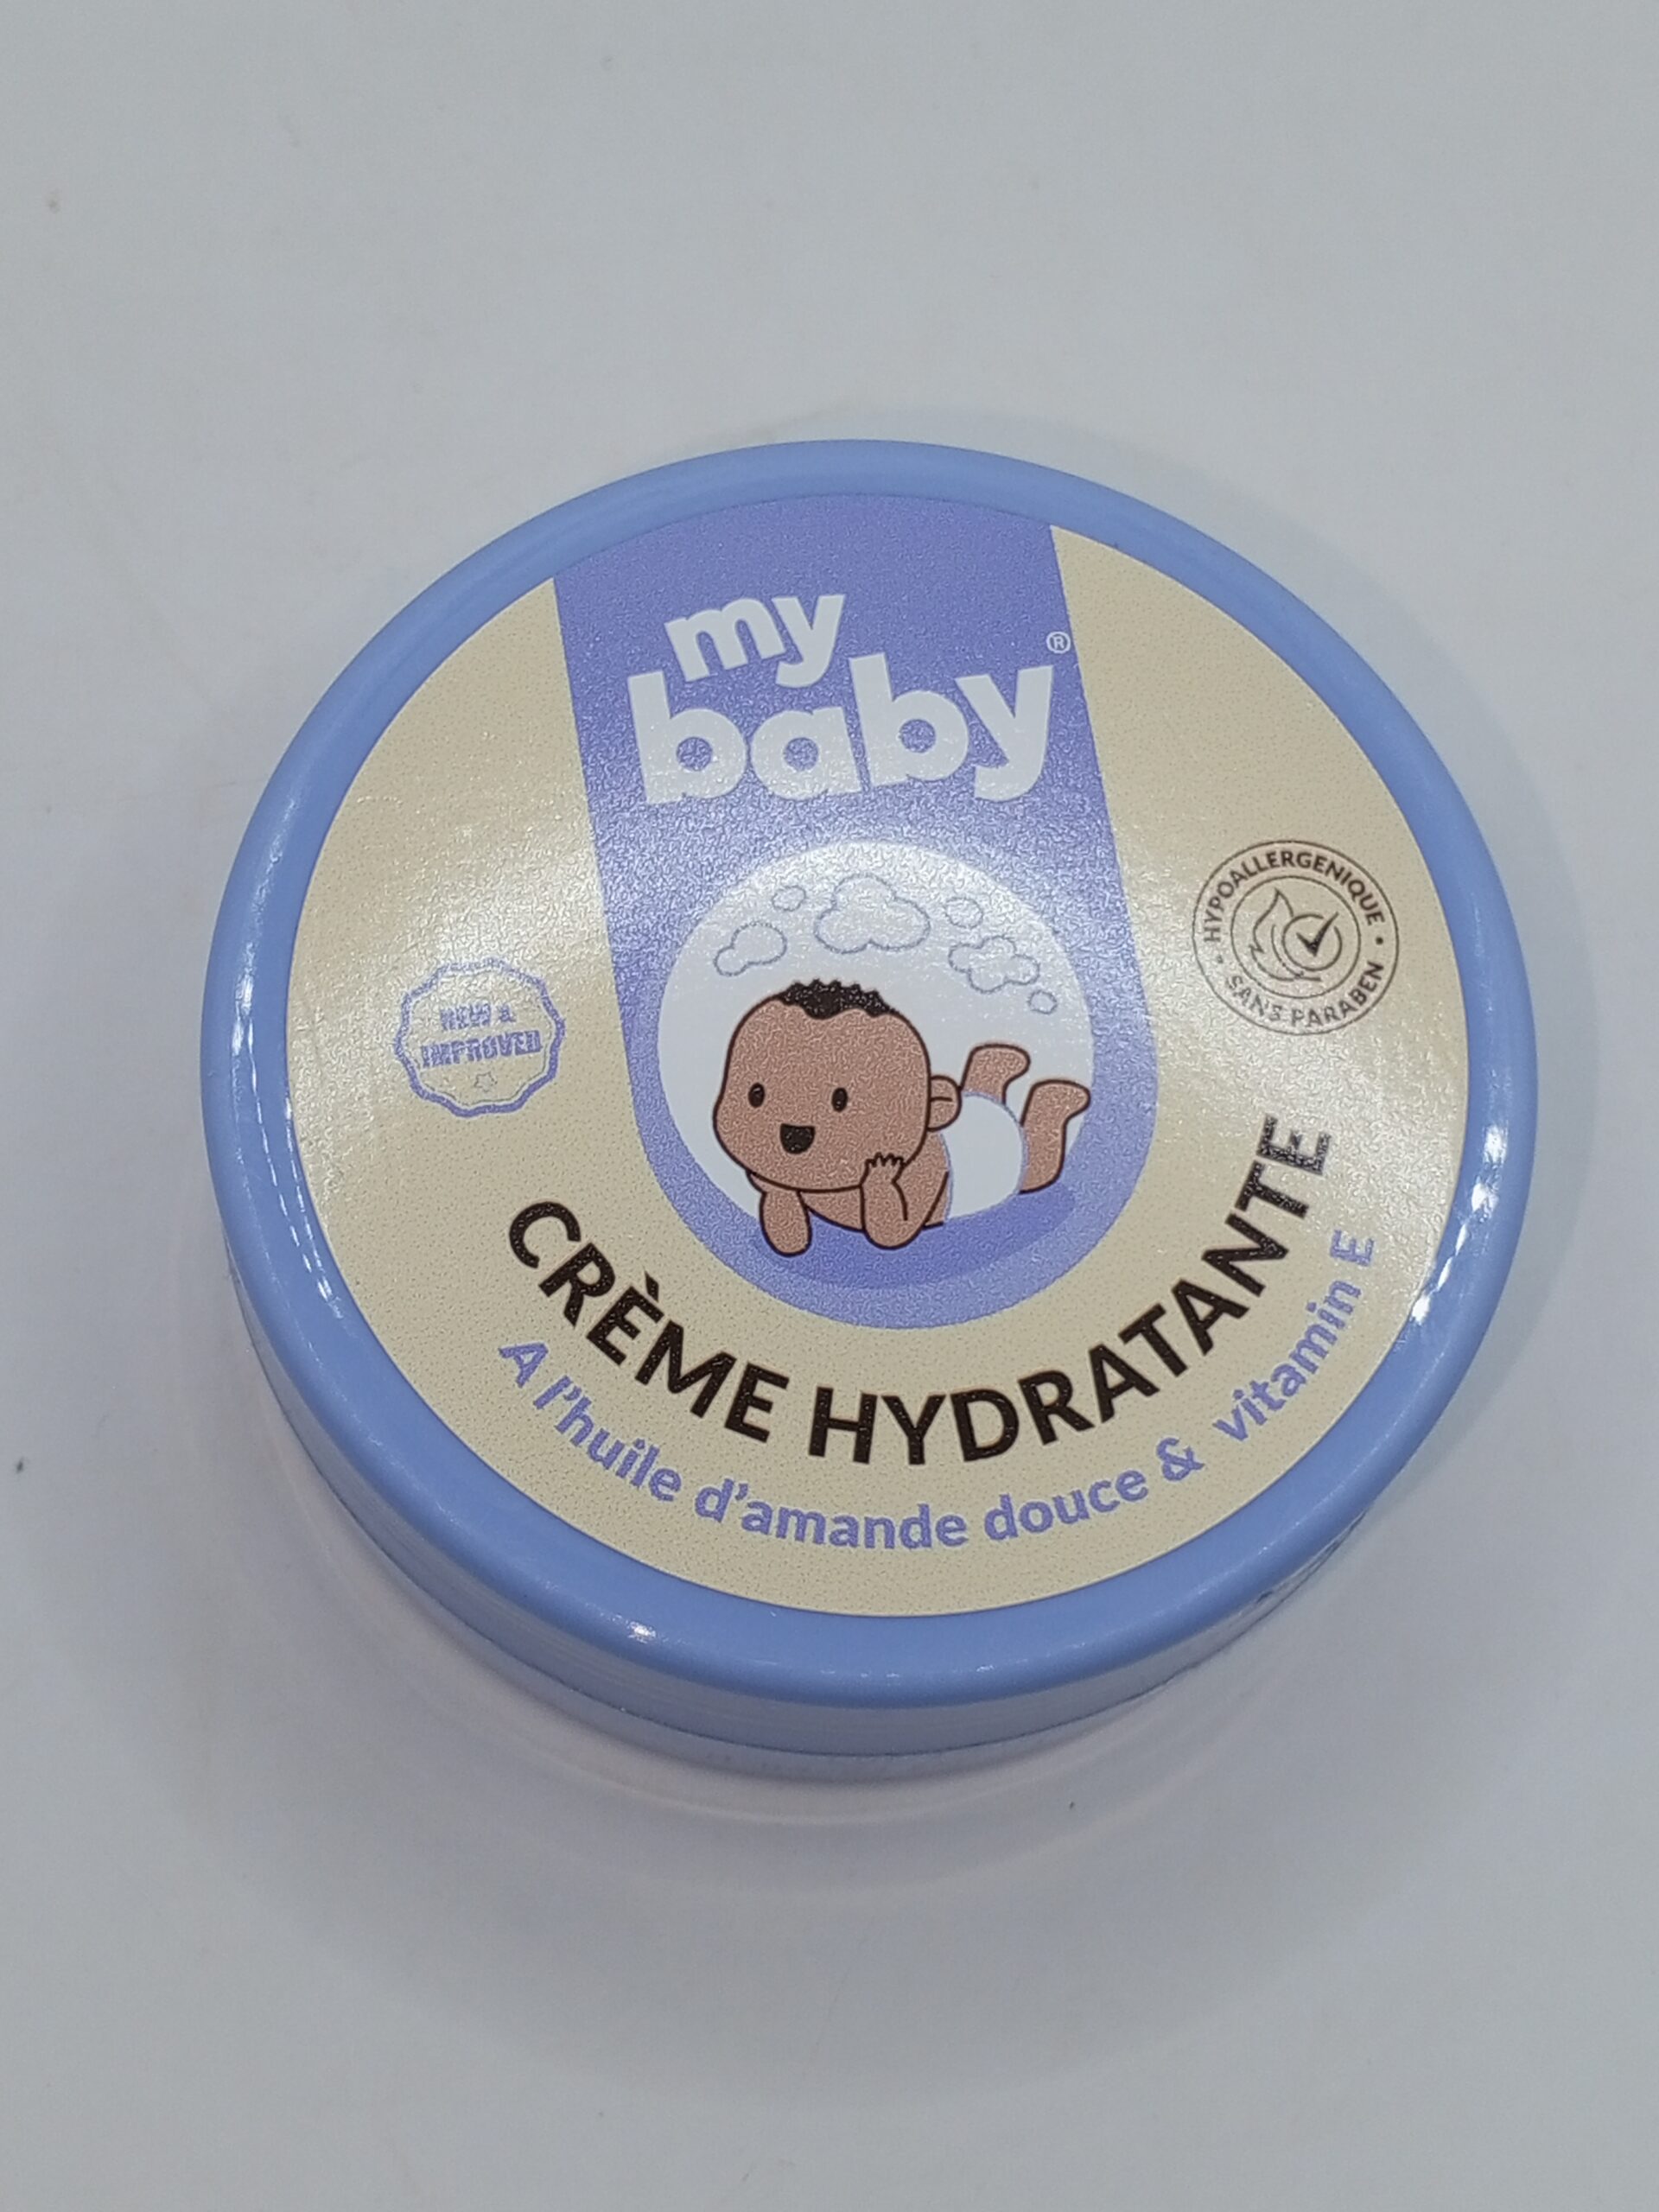 my
baby®
HYPOALLERGENIQUE
• SANS PARABEN •
NEW &
IMPROVED
CRÈME HYDRATANTE
A l'huile d'amande douce & vitamin E